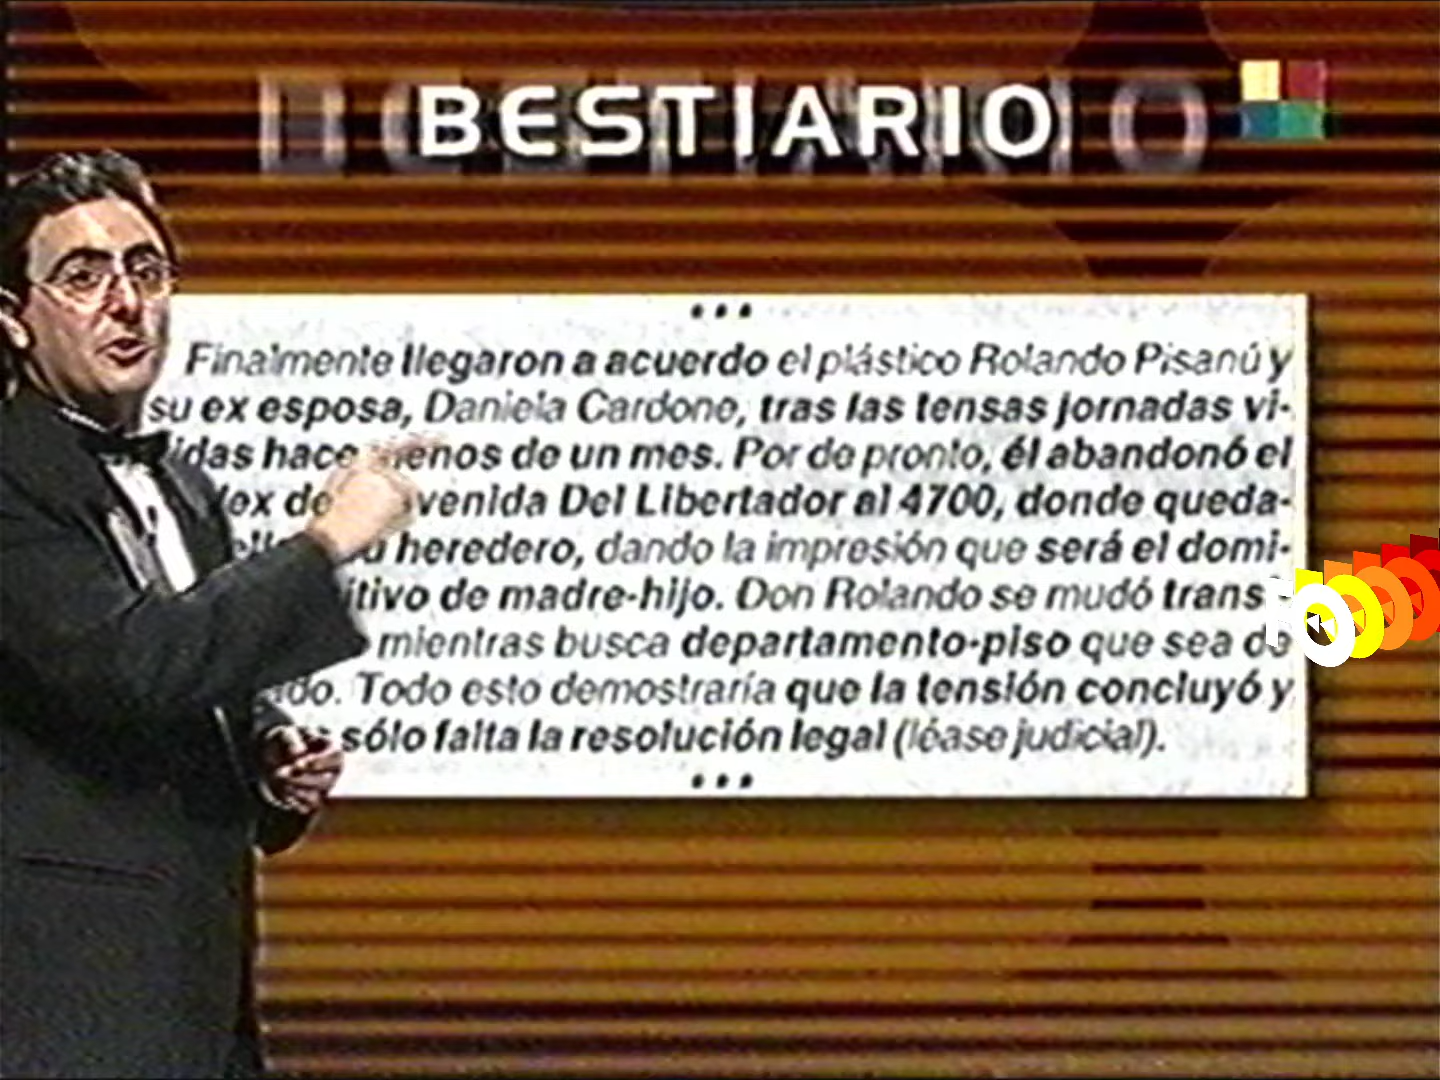 BESTIARIO
• • •
Finalmente llegaron a acuerdo el plástico Rolando Pisanú y
su ex esposa, Daniela Cardone, tras las tensas jornadas vi-
das hace menos de un mes. Por de pronto, él abandonó el
lex de venida Del Libertador al 4700, donde queda-
heredero, dando la impresión que será el domi-
itivo de madre-hijo. Don Rolando se mudó trans-
mientras busca departamento-piso que sea de
do. Todo esto demostraría que la tensión concluyó y
sólo falta la resolución legal (léase judicial).
• • •